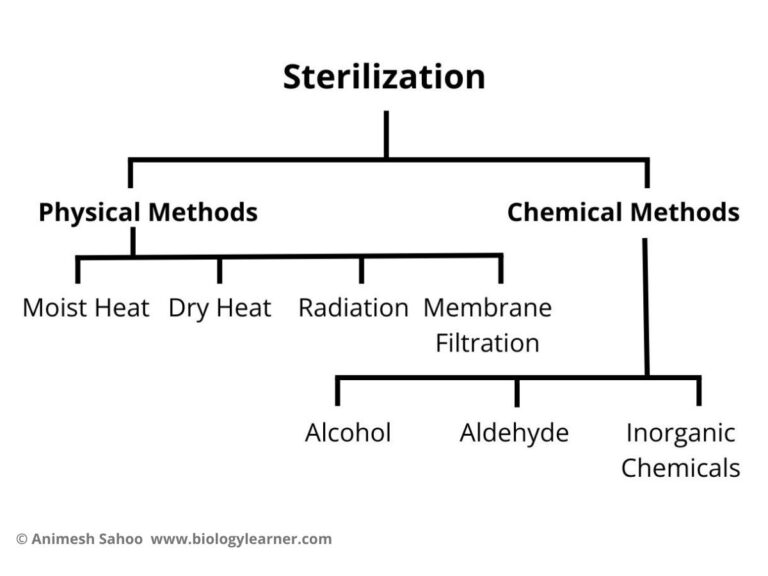 Sterilization
Physical Methods
Chemical Methods
Moist Heat
Dry Heat
Radiation
Membrane
Filtration
Alcohol
Aldehyde
Inorganic
Chemicals
© Animesh Sahoo www.biologylearner.com